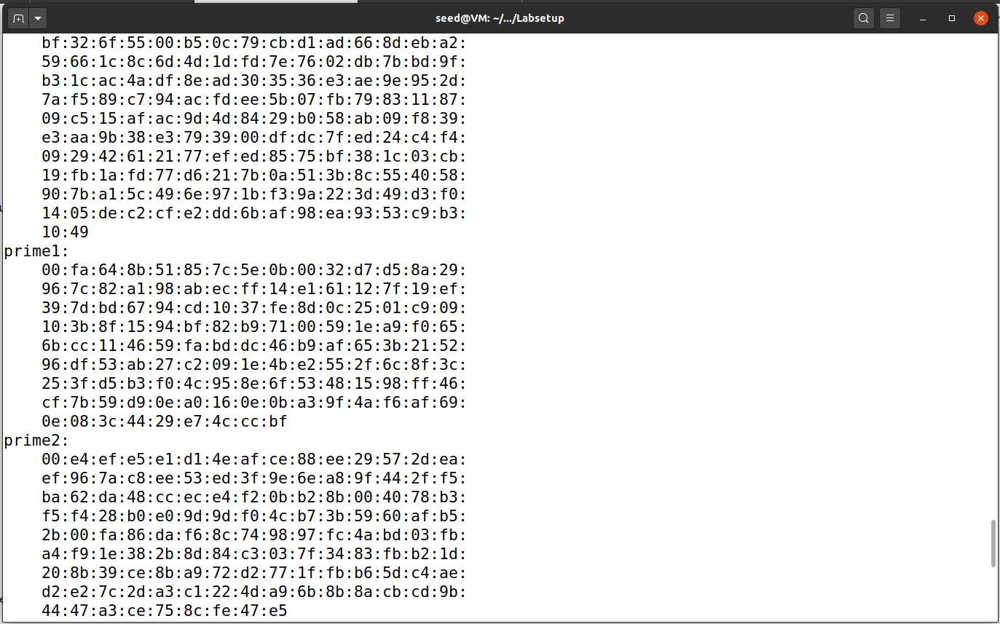 seed@VM: ~/.../Labsetup
bf:32:6f:55:00:b5:0c:79:cb:d1:ad:66:8d:eb:a2:
59:66:1c:8c:6d:4d:1d:fd:7e:76:02:db:7b:bd:9f:
b3:1c:ac:4a:df:8e:ad:30:35:36:e3:ae:9e:95:2d:
7a:f5:89:c7:94:ac:fd:ee:5b:07:fb:79:83:11:87:
09:c5:15:af:ac:9d:4d:84:29:b0:58:ab:09:f8:39:
e3:aa:9b:38:e3:79:39:00:df:dc:7f:ed:24:c4:f4:
09:29:42:61:21:77:ef:ed:85:75:bf:38:1c:03:cb:
19:fb:1a:fd:77:d6:21:7b:0a:51:3b:8c:55:40:58:
90:7b:a1:5c:49:6e:97:1b:f3:9a:22:3d:49:d3:f0:
14:05:de:c2:cf:e2:dd:6b:af:98:ea:93:53:c9:b3:
10:49
prime1:
00:fa:64:8b:51:85:7c:5e:0b:00:32:d7:d5:8a:29:
96:7c:82:a1:98:ab:ec:ff:14:e1:61:12:7f:19:ef:
39:7d:bd:67:94:cd:10:37:fe:8d:0c:25:01:c9:09:
10:3b:8f:15:94:bf:82:b9:71:00:59:1e:a9:f0:65:
6b:cc:11:46:59:fa:bd:dc:46:b9:af:65:3b:21:52:
96:df:53:ab:27:c2:09:1e:4b:e2:55:2f:6c:8f:3c:
25:3f:d5:b3:f0:4c:95:8e:6f:53:48:15:98:ff:46:
cf:7b:59:d9:0e:a0:16:0e:0b:a3:9f:4a:f6:af:69:
0e:08:3c:44:29:e7:4c:cc:bf
prime2:
00:e4:ef:e5:e1:d1:4e:af:ce:88:ee:29:57:2d:ea:
ef:96:7a:c8:ee:53:ed:3f:9e:6e:a8:9f:44:2f:f5:
ba:62:da:48:cc:ec:e4:f2:0b:b2:8b:00:40:78:b3:
f5:f4:28:b0:e0:9d:9d:f0:4c:b7:3b:59:60:af:b5:
2b:00:fa:86:da:f6:8c:74:98:97:fc:4a:bd:03:fb:
a4:f9:1e:38:2b:8d:84:c3:03:7f:34:83:fb:b2:1d:
20:8b:39:ce:8b:a9:72:d2:77:1f:fb:b6:5d:c4:ae:
d2:e2:7c:2d:a3:c1:22:4d:a9:6b:8b:8a:cb:cd:9b:
44:47:a3:ce:75:8c:fe:47:e5